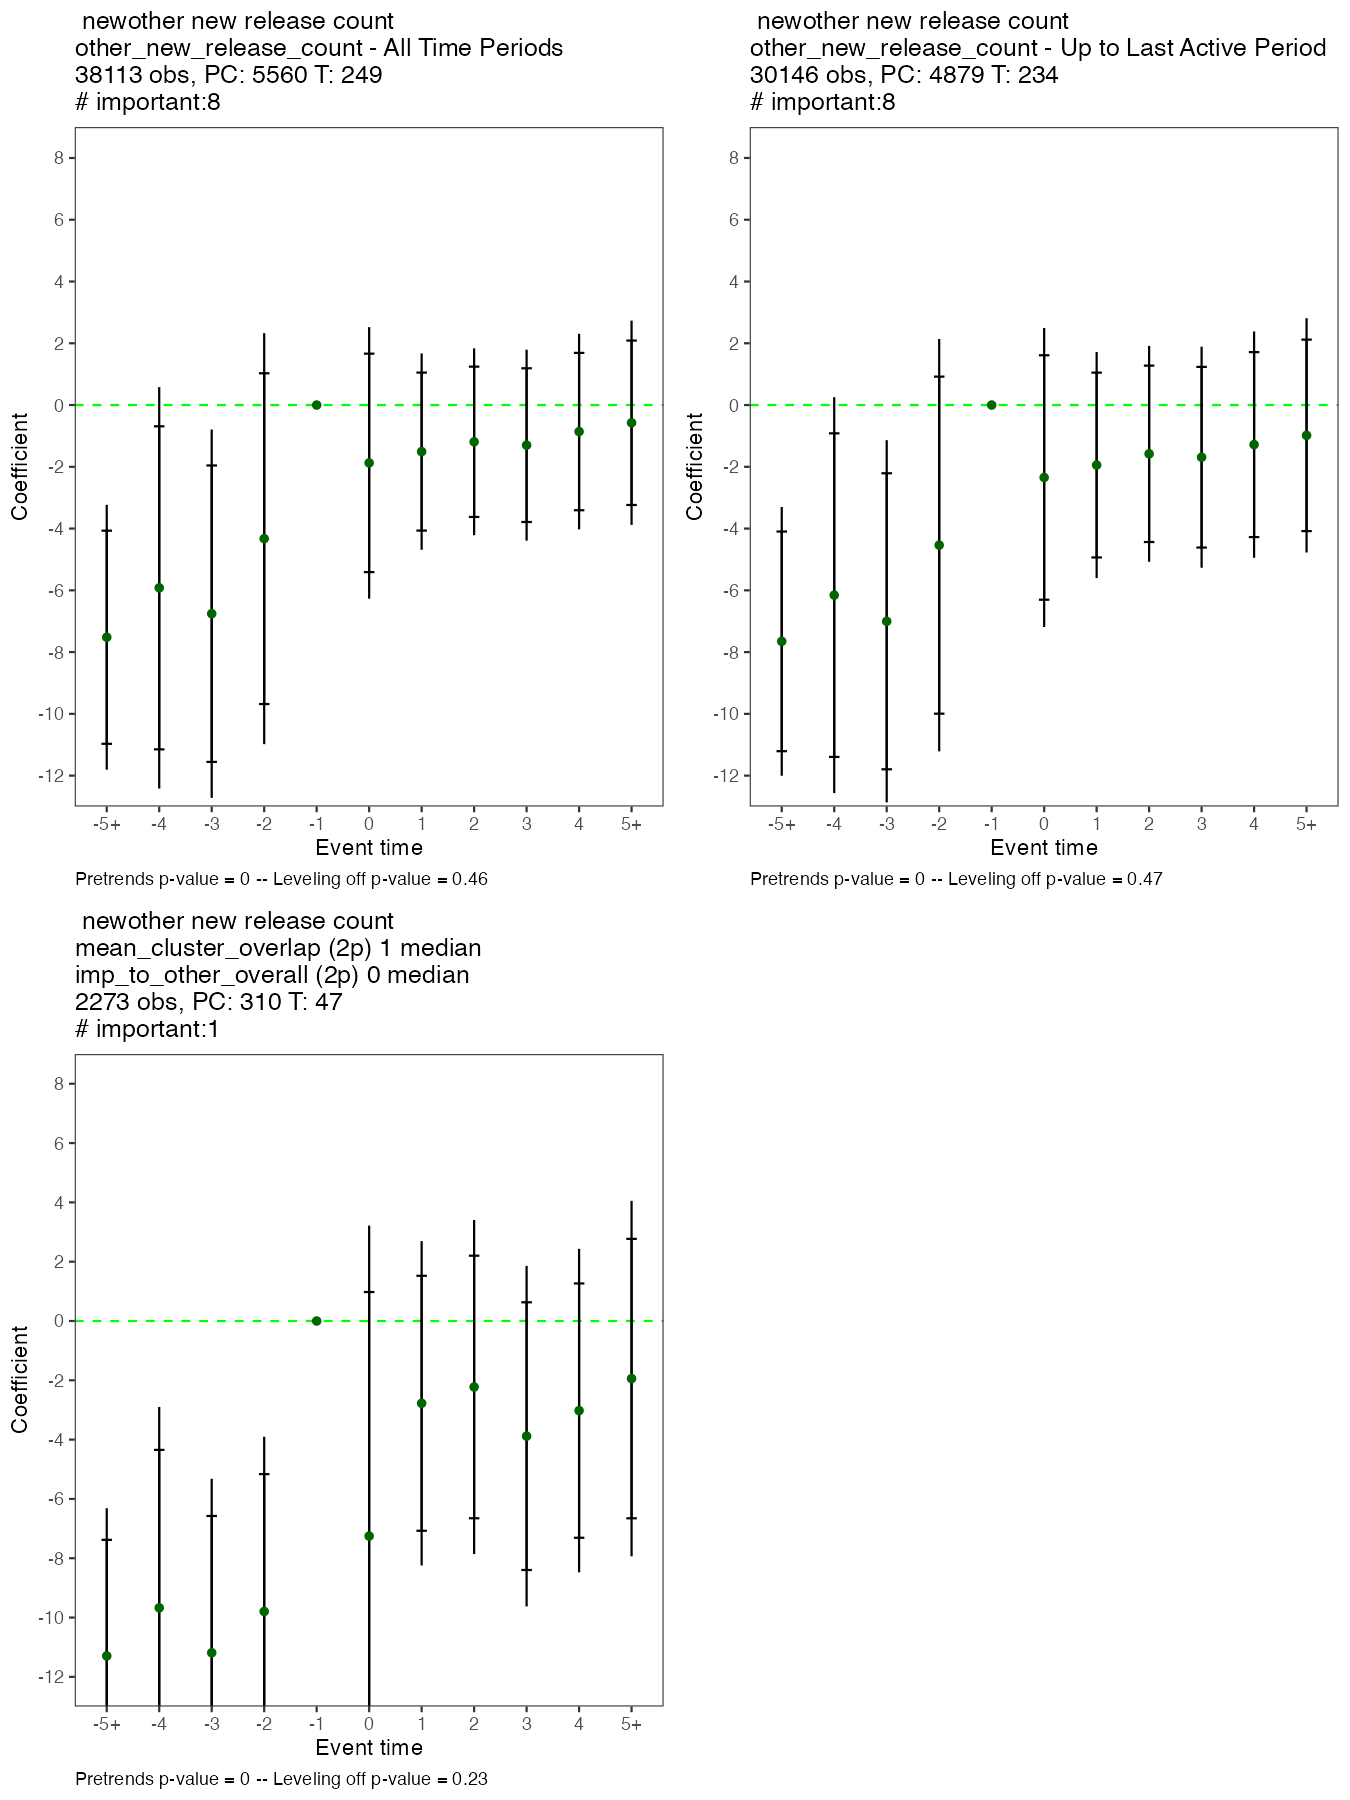 newother new release count
other_new_release_count - All Time Periods
38113 obs, PC: 5560 T: 249
# important:8
8
6
4
2
0
-2
-4
-6
-8
-10
-12
Coefficient
-5+ -4 -3 -2 -1 0 1 2 3 4 5+
Event time
Pretrends p-value = 0 -- Leveling off p-value = 0.46
newother new release count
other_new_release_count - Up to Last Active Period
30146 obs, PC: 4879 T: 234
# important:8
8
6
4
2
0
-2
-4
-6
-8
-10
-12
Coefficient
-5+ -4 -3 -2 -1 0 1 2 3 4 5+
Event time
Pretrends p-value = 0 -- Leveling off p-value = 0.47
newother new release count
mean_cluster_overlap (2p) 1 median
imp_to_other_overall (2p) 0 median
2273 obs, PC: 310 T: 47
# important:1
8
6
4
2
0
-2
-4
-6
-8
-10
-12
Coefficient
-5+ -4 -3 -2 -1 0 1 2 3 4 5+
Event time
Pretrends p-value = 0 -- Leveling off p-value = 0.23